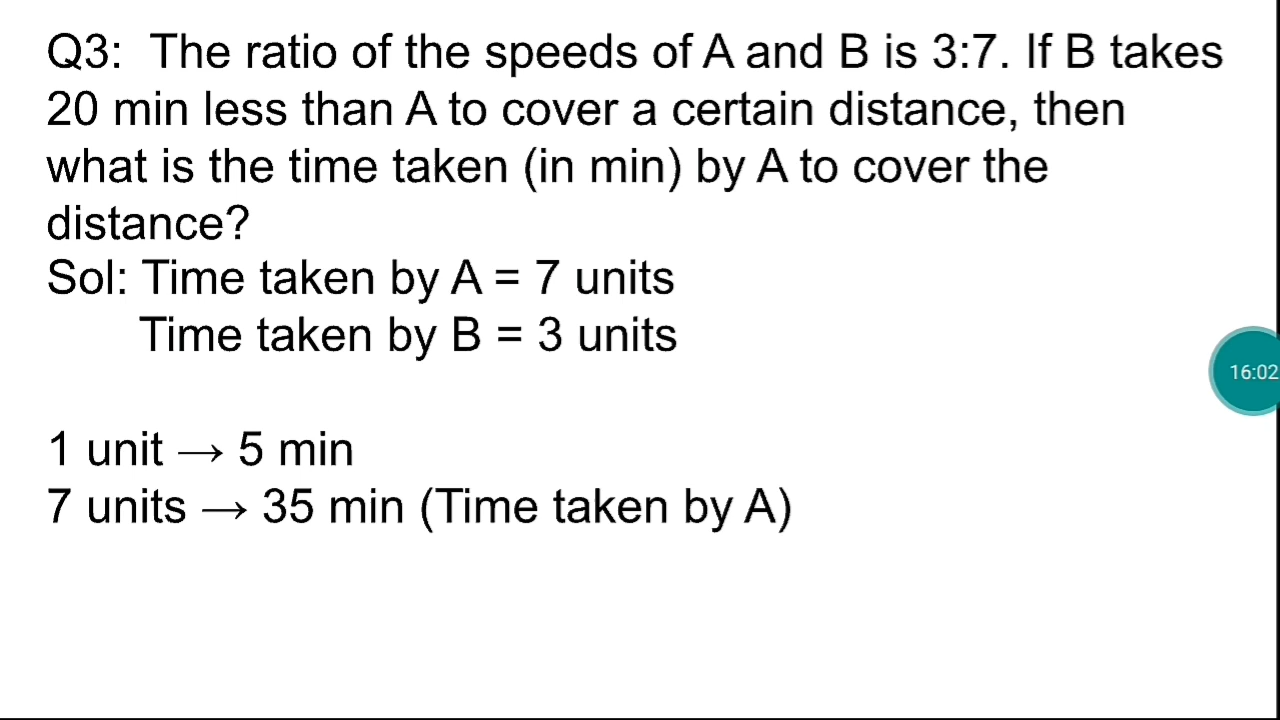 Q3:  The ratio of the speeds of A and B is 3:7. If B takes
20 min less than A to cover a certain distance, then
what is the time taken (in min) by A to cover the
distance?
Sol: Time taken by A = 7 units
Time taken by B = 3 units
16:02
1 unit → 5 min
7 units → 35 min (Time taken by A)